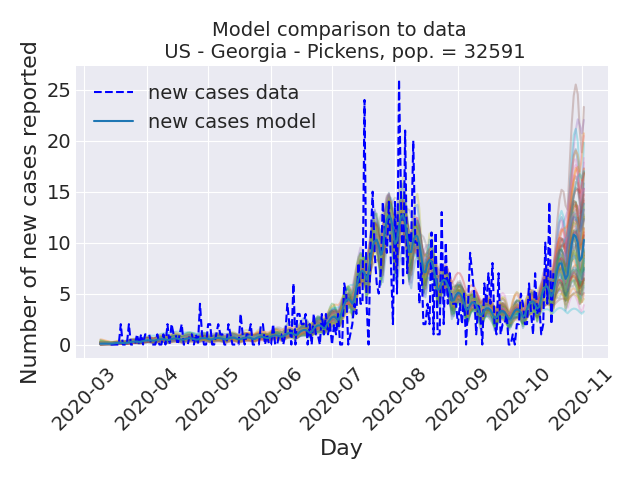 Model comparison to data
US - Georgia - Pickens, pop. = 32591
Number of new cases reported
25
20
15
10
5
0
new cases data
new cases model
2020-03
2020-04
2020-05
2020-06
2020-07
2020-08
2020-09
2020-10
2020-11
Day